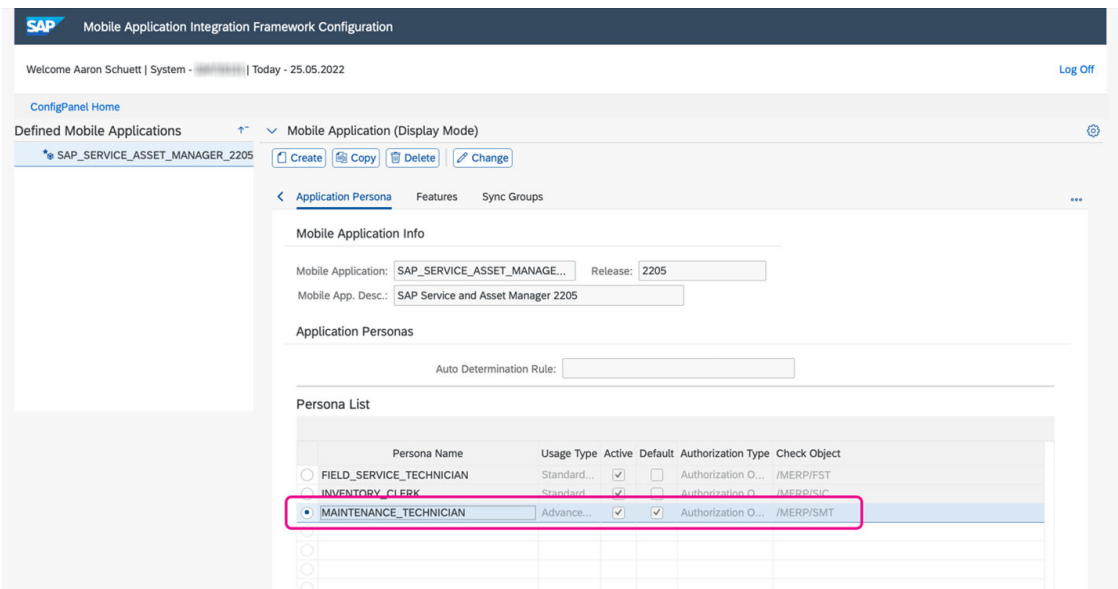 SAP Mobile Application Integration Framework Configuration
Welcome Aaron Schuett | System - | Today - 25.05.2022 Log Off
ConfigPanel Home
Defined Mobile Applications
SAP_SERVICE_ASSET_MANAGER_2205
Mobile Application (Display Mode)
Create Copy Delete Change
Application Persona Features Sync Groups
Mobile Application Info
Mobile Application: SAP_SERVICE_ASSET_MANAGE... Release: 2205
Mobile App. Desc.: SAP Service and Asset Manager 2205
Application Personas
Auto Determination Rule:
Persona List
Persona Name Usage Type Active Default Authorization Type Check Object
FIELD_SERVICE_TECHNICIAN Standard... Authorization O... /MERP/FST
INVENTORY_CLERK Standard... Authorization O... /MERP/SIC
MAINTENANCE_TECHNICIAN Advance... Authorization O... /MERP/SMT